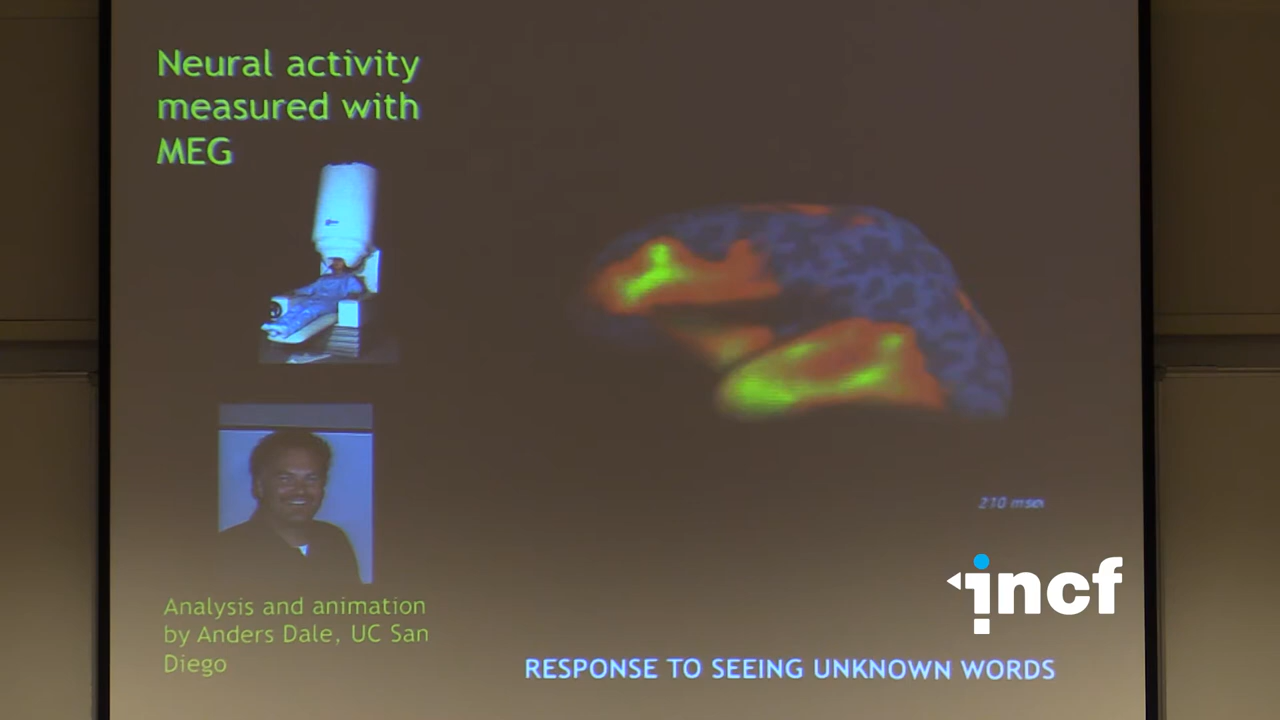 Neural activity
measured with
MEG
Analysis and animation
by Anders Dale, UC San
Diego
210 msec
incf
RESPONSE TO SEEING UNKNOWN WORDS